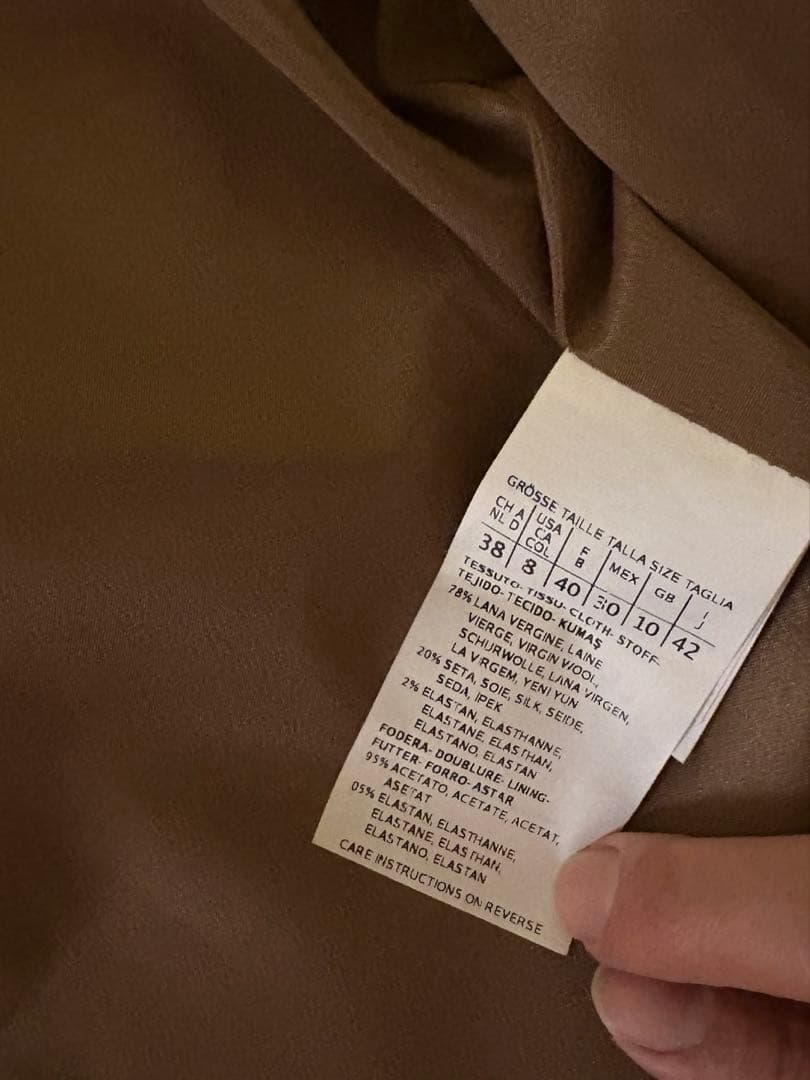 GRÖSSE TAILLE TALLA SIZE TAGLIA
CH A NL D USA CA COL F B MEX GB I J
38 8 40 30 10 42
TESSUTO-TISSU-CLOTH-STOFF-
TEJIDO-TECIDO-KUMAŞ
78% LANA VERGINE, LAINE
VIERGE, VIRGIN WOOL,
SCHURWOLLE, LANA VIRGEN,
LA VIRGEM, YENI YUN
20% SETA, SOIE, SILK, SEIDE,
SEDA, IPEK
2% ELASTAN, ELASTHANNE,
ELASTANE, ELASTHAN,
ELASTANO, ELASTAN
FODERA-DOUBLURE-LINING-
FUTTER-FORRO-ASTAR
95% ACETATO, ACETATE, ACETAT,
ASETAT
05% ELASTAN, ELASTHANNE,
ELASTANE, ELASTHAN,
ELASTANO, ELASTAN
CARE INSTRUCTIONS ON REVERSE